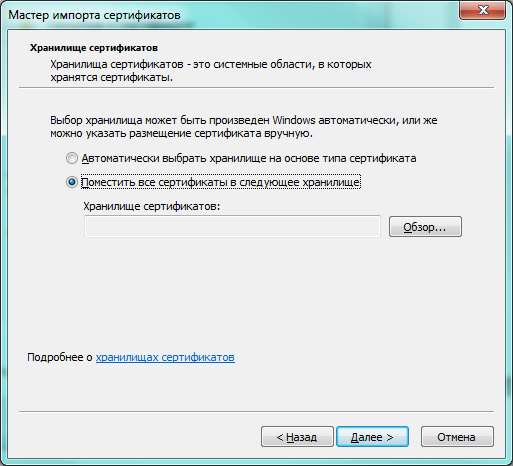 Мастер импорта сертификатов
Хранилище сертификатов
Хранилища сертификатов - это системные области, в которых
хранятся сертификаты.
Выбор хранилища может быть произведен Windows автоматически, или же
можно указать размещение сертификата вручную.
Автоматически выбрать хранилище на основе типа сертификата
Поместить все сертификаты в следующее хранилище
Хранилище сертификатов:
Обзор...
Подробнее о хранилищах сертификатов
< Назад Далее > Отмена